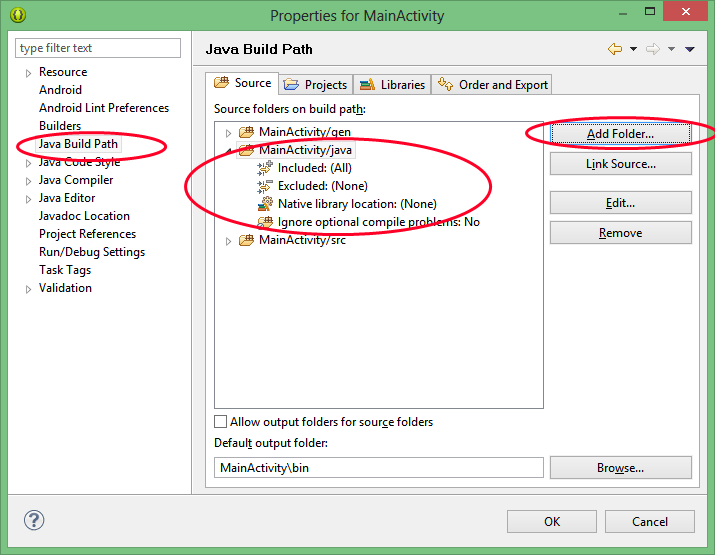 Properties for MainActivity
type filter text
Resource
Android
Android Lint Preferences
Builders
Java Build Path
Java Code Style
Java Compiler
Java Editor
Javadoc Location
Project References
Run/Debug Settings
Task Tags
Validation
Java Build Path
Source Projects Libraries Order and Export
Source folders on build path:
MainActivity/gen
MainActivity/java
Included: (All)
Excluded: (None)
Native library location: (None)
Ignore optional compile problems: No
MainActivity/src
Add Folder...
Link Source...
Edit...
Remove
Allow output folders for source folders
Default output folder:
MainActivity\bin
Browse...
OK Cancel